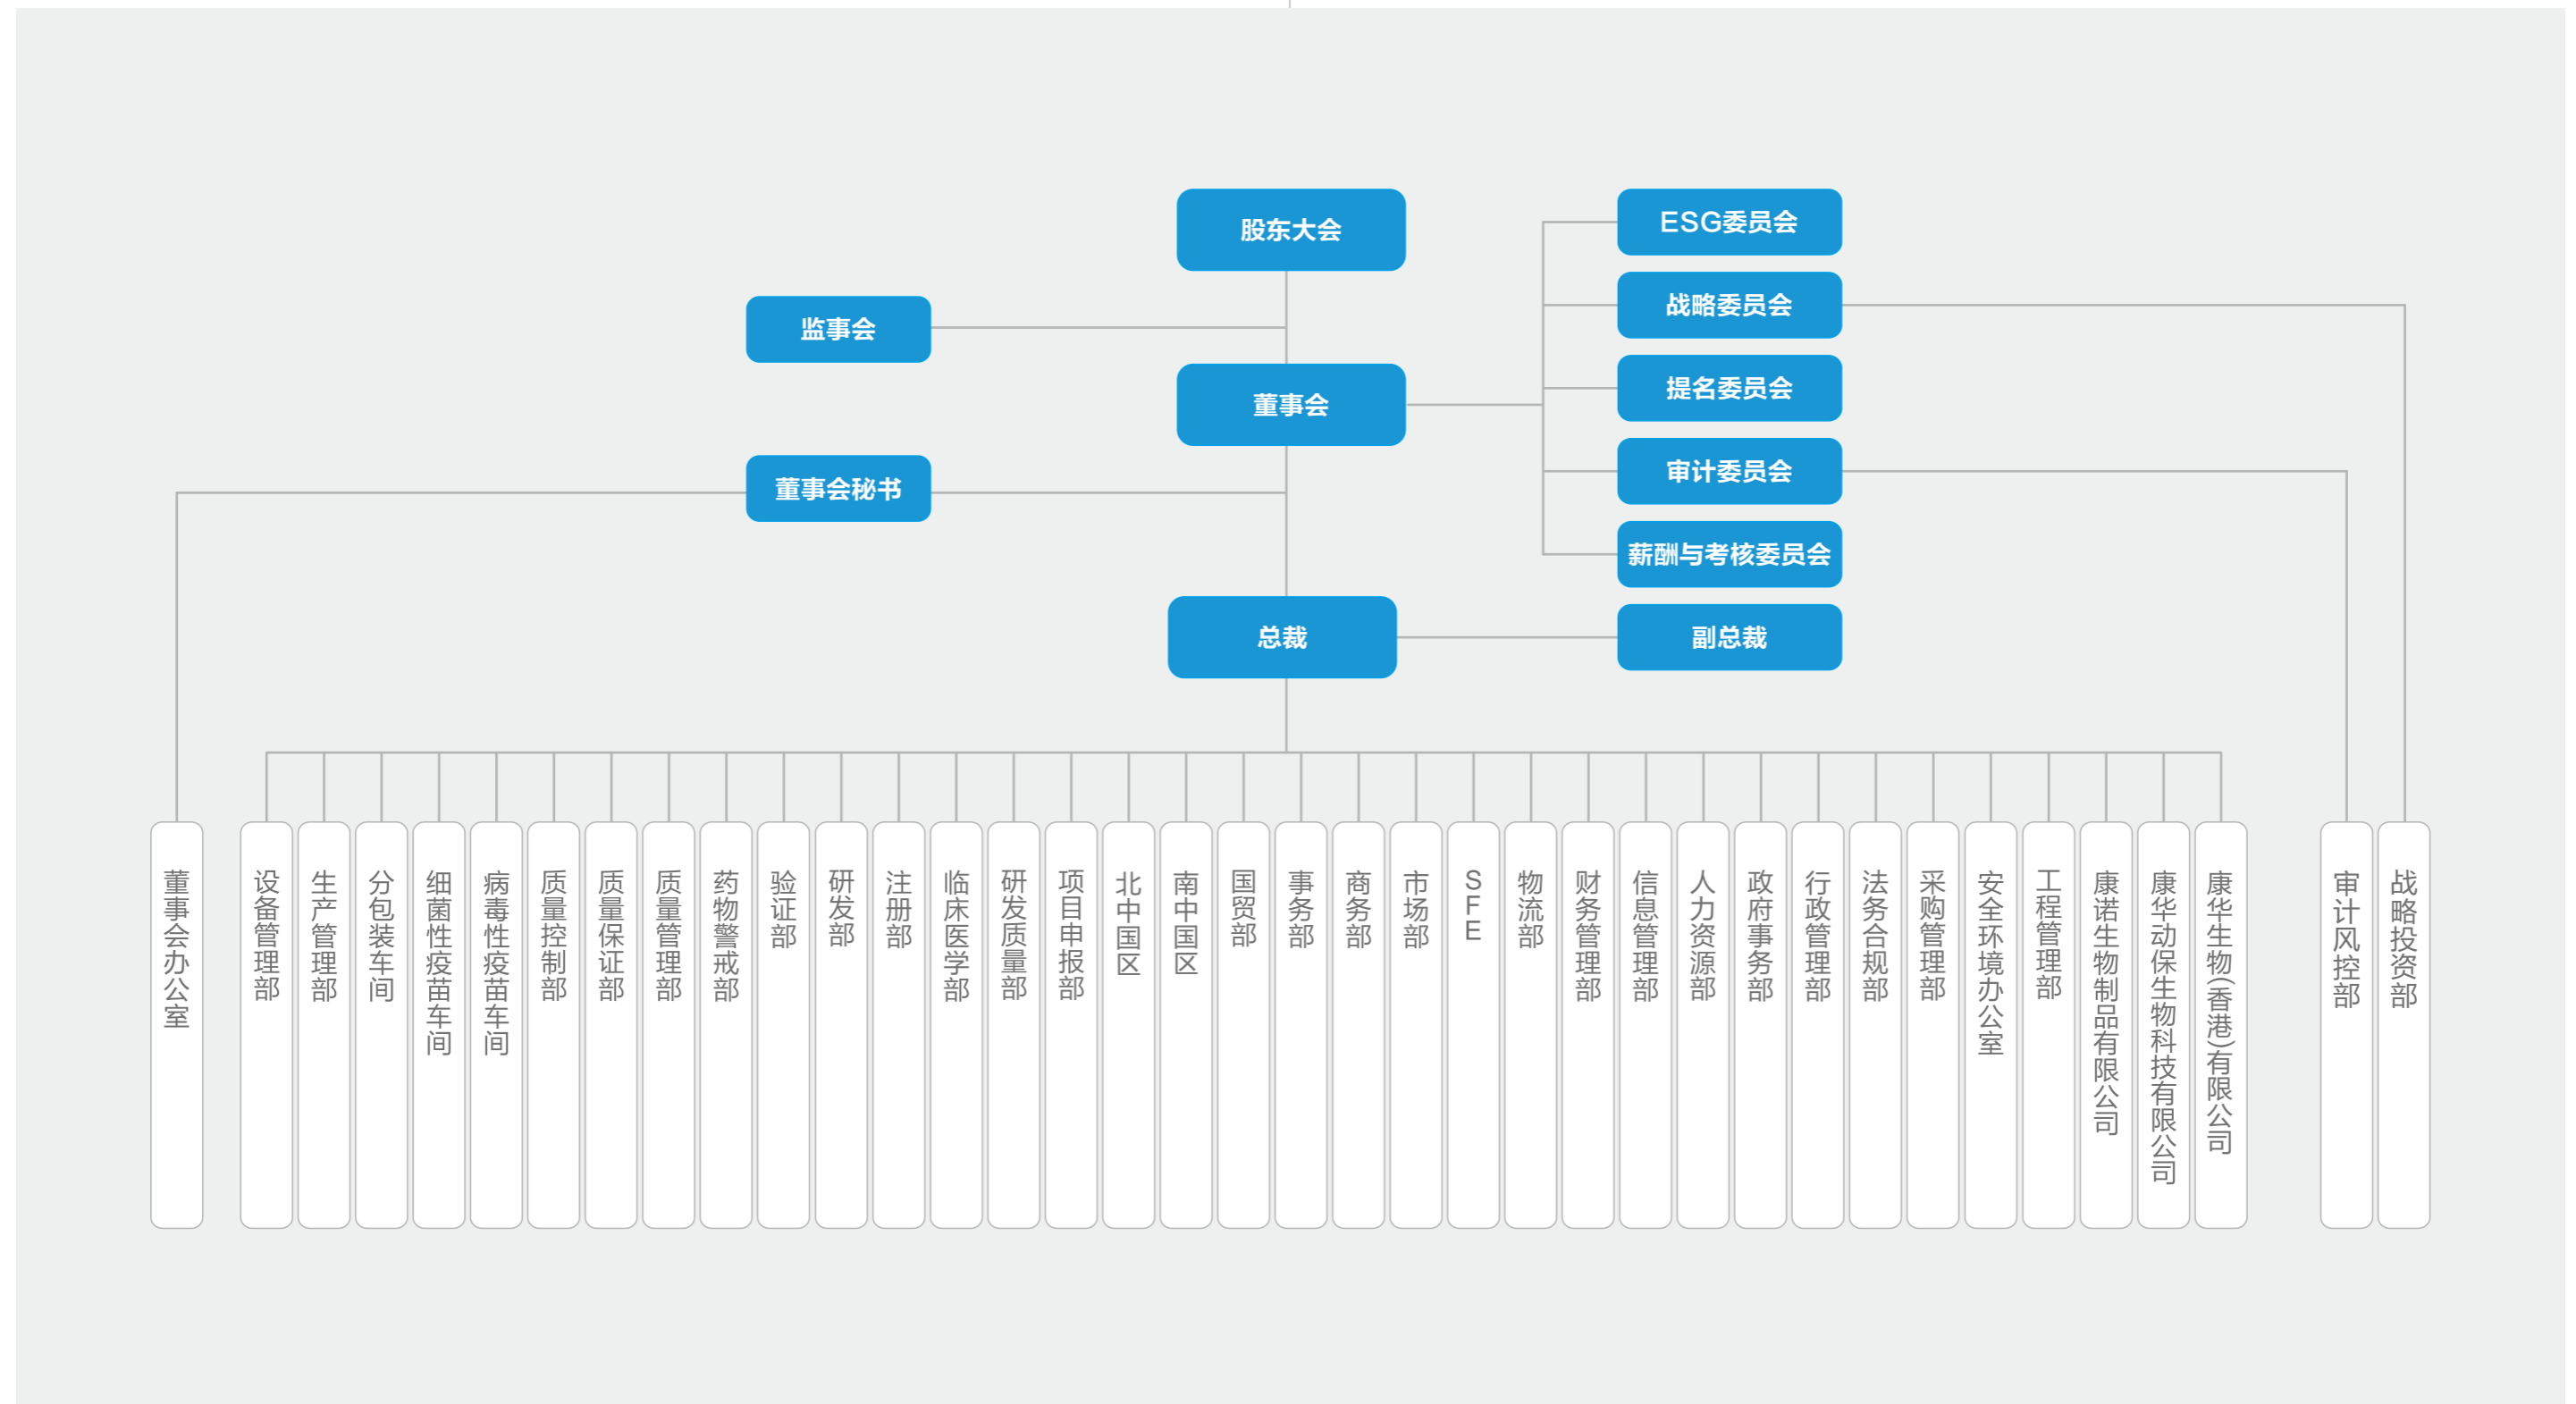 股东大会
监事会
董事会
董事会秘书
总裁
ESG委员会
战略委员会
提名委员会
审计委员会
薪酬与考核委员会
副总裁
董事会办公室
设备管理部
生产管理部
分包装车间
细菌性疫苗车间
病毒性疫苗车间
质量控制部
质量保证部
质量管理部
药物警戒部
验证部
研发部
注册部
临床医学部
研发质量部
项目申报部
北中国区
南中国区
国贸部
事务部
商务部
市场部
SFE
物流部
财务管理部
信息管理部
人力资源部
政府事务部
行政管理部
法务合规部
采购管理部
安全环境办公室
工程管理部
康诺生物制品有限公司
康华动保生物科技有限公司
康华生物(香港)有限公司
审计风控部
战略投资部